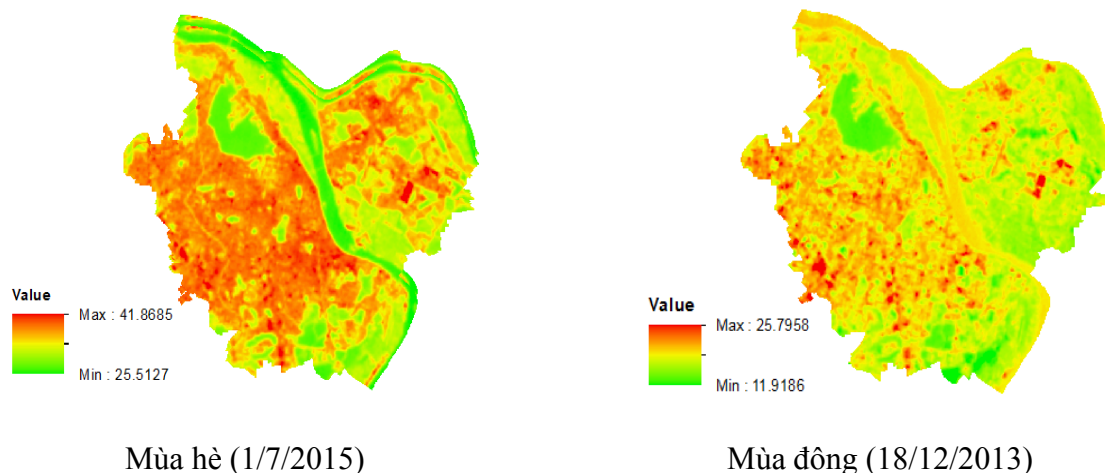 Value
Max : 41.8685
Min : 25.5127
Mùa hè (1/7/2015)
Value
Max : 25.7958
Min : 11.9186
Mùa đông (18/12/2013)